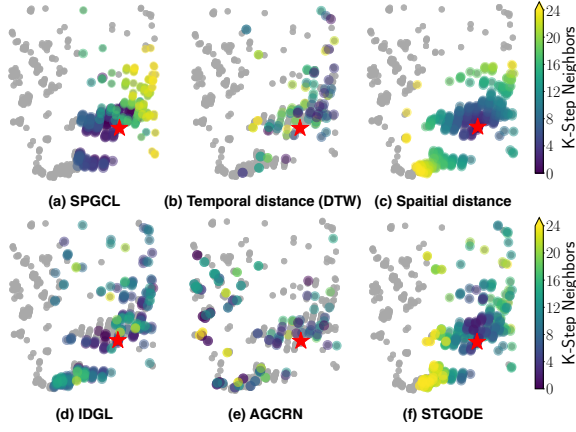 24
20
16
12
8
4
0
K-Step Neighbors
(a) SPGCL
(b) Temporal distance (DTW)
(c) Spaitial distance
24
20
16
12
8
4
0
K-Step Neighbors
(d) IDGL
(e) AGCRN
(f) STGODE